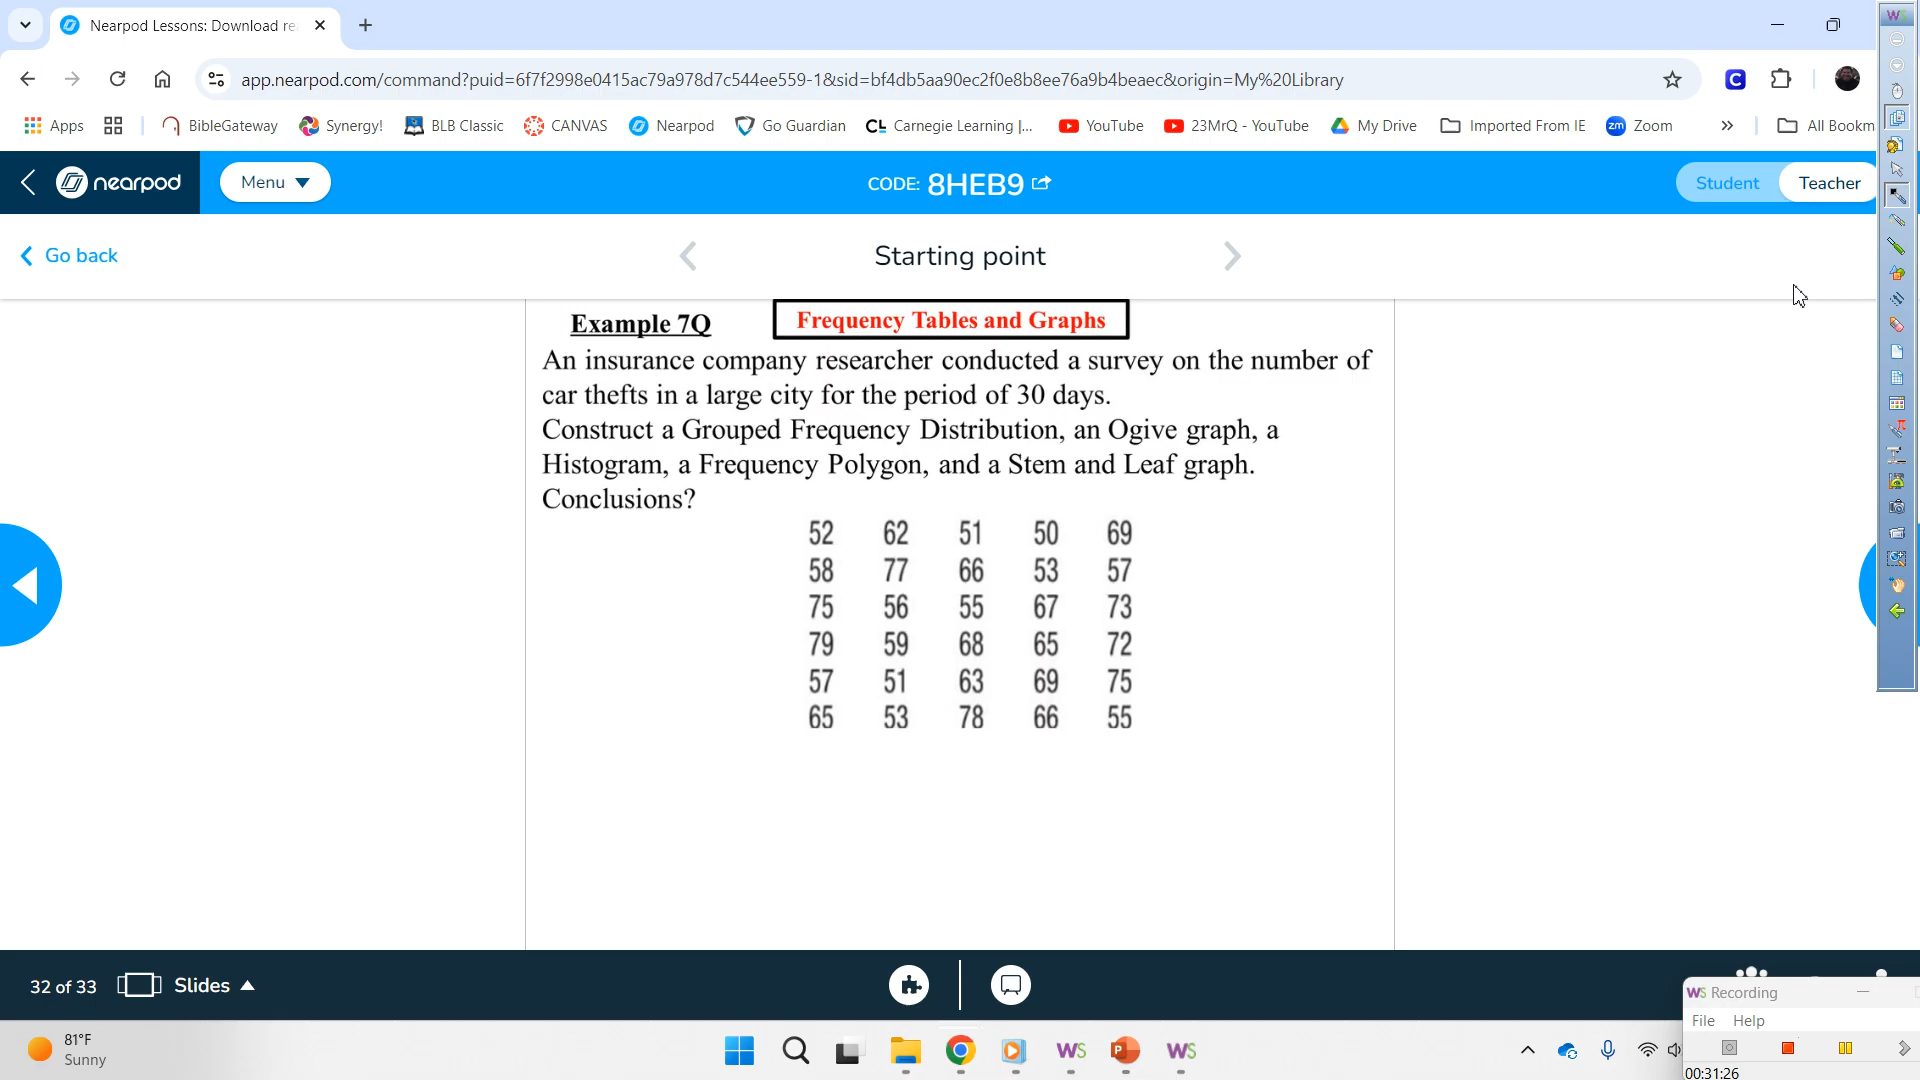 Nearpod Lessons: Download re
app.nearpod.com/command?puid=6f7f2998e0415ac79a978d7c544ee559-1&sid=bf4db5aa90ec2f0e8b8ee76a9b4beaec&origin=My%20Library
Apps BibleGateway Synergy! BLB Classic CANVAS Nearpod Go Guardian CL Carnegie Learning |... YouTube 23MrQ - YouTube My Drive Imported From IE zm Zoom » All Bookm
nearpod Menu CODE: 8HEB9 Student Teacher
Go back Starting point
Example 7Q Frequency Tables and Graphs
An insurance company researcher conducted a survey on the number of
car thefts in a large city for the period of 30 days.
Construct a Grouped Frequency Distribution, an Ogive graph, a
Histogram, a Frequency Polygon, and a Stem and Leaf graph.
Conclusions?
52 62 51 50 69
58 77 66 53 57
75 56 55 67 73
79 59 68 65 72
57 51 63 69 75
65 53 78 66 55
32 of 33 Slides
WS Recording
File Help
00:31:26
81°F
Sunny
WS WS
WS